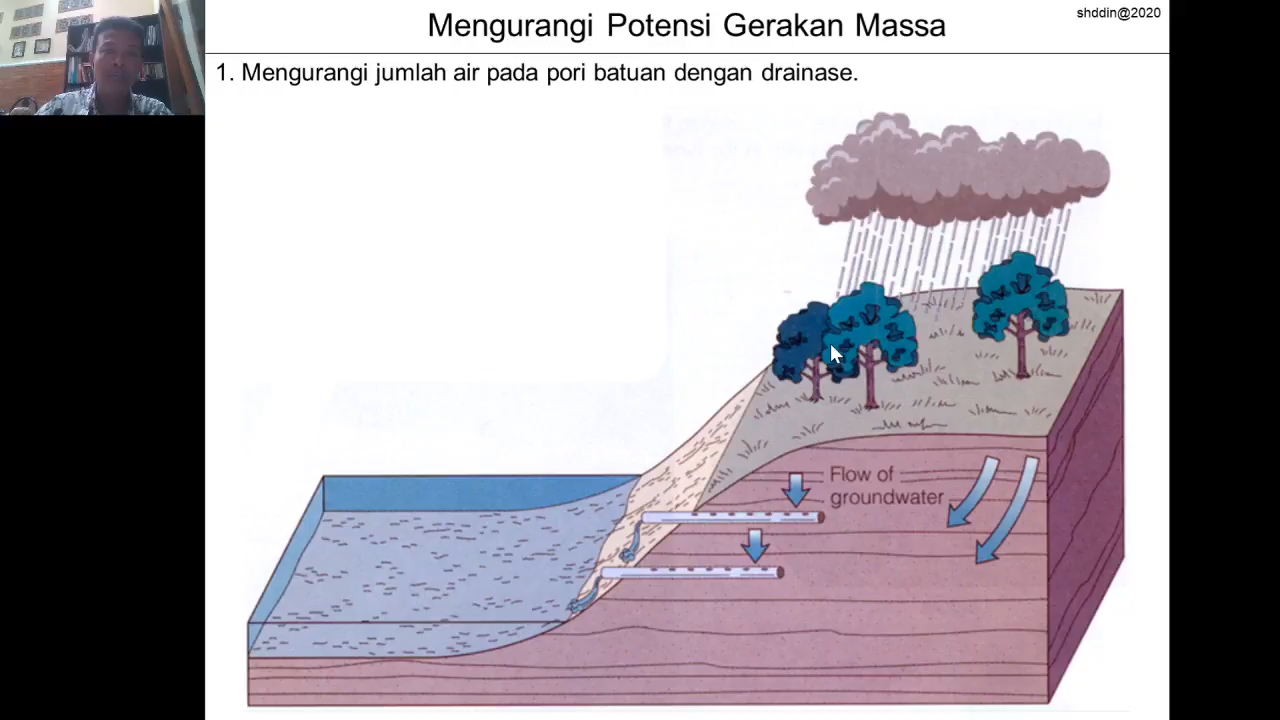 Mengurangi Potensi Gerakan Massa
shddin@2020
1. Mengurangi jumlah air pada pori batuan dengan drainase.
Flow of
groundwater